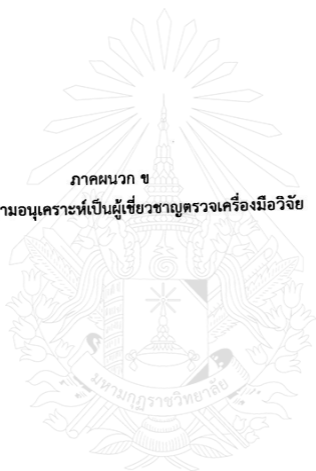 ภาคผนวก ข
ามอนุเคราะห์เป็นผู้เชี่ยวชาญตรวจเครื่องมือวิจัย
มหามกุฏราชวิทยาลัย